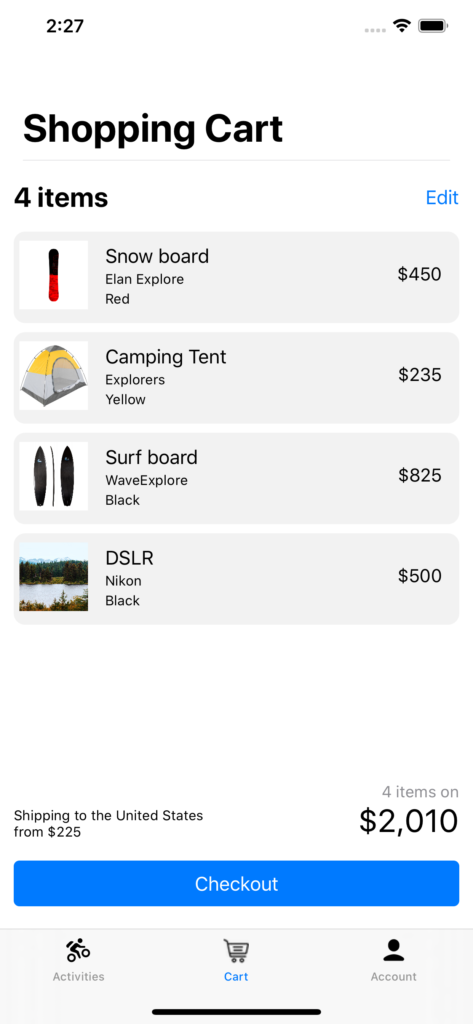 2:27
Shopping Cart
4 items
Edit
Snow board
Elan Explore
Red
$450
Camping Tent
Explorers
Yellow
$235
Surf board
WaveExplore
Black
$825
DSLR
Nikon
Black
$500
4 items on
Shipping to the United States
from $225
$2,010
Checkout
Activities
Cart
Account